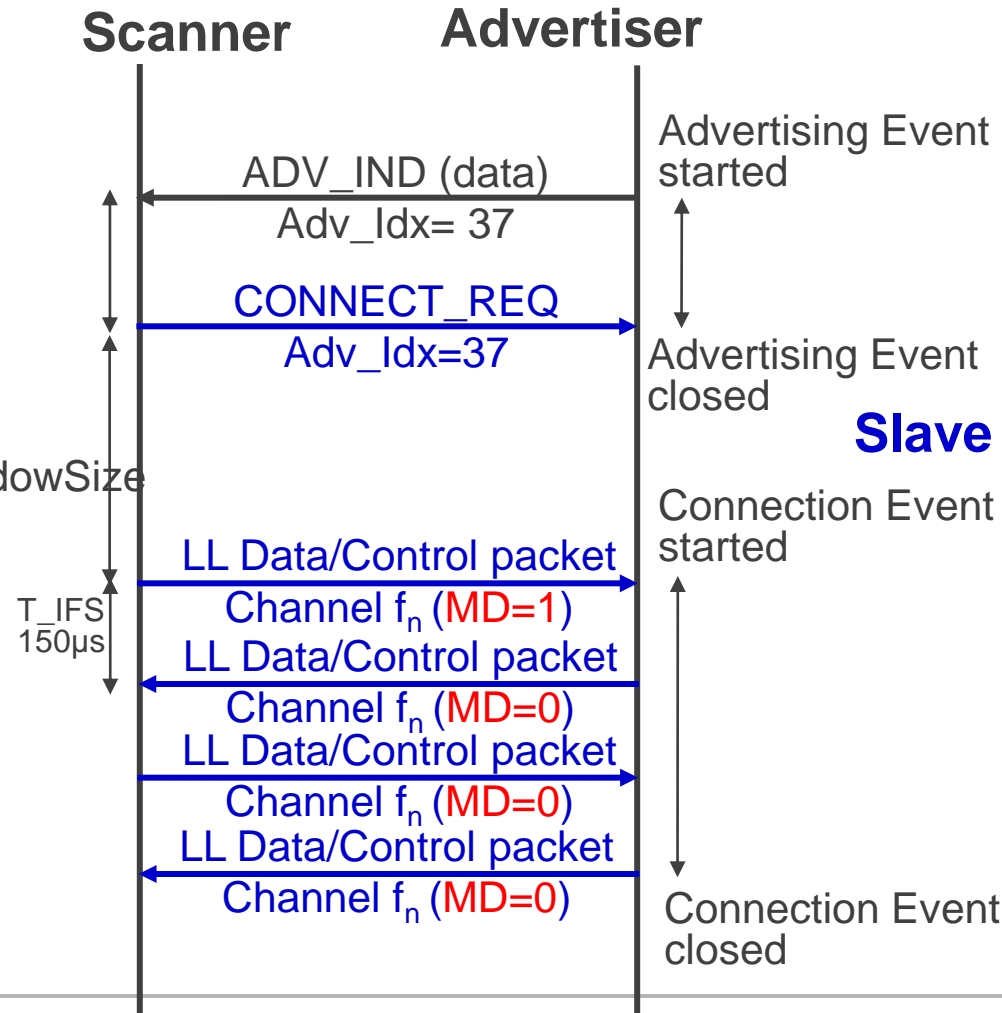 Scanner Advertiser
Advertising Event
started
ADV_IND (data)
Adv_Idx= 37
CONNECT_REQ
Adv_Idx=37
Advertising Event
closed
Slave
dowSize
Connection Event
started
LL Data/Control packet
Channel fn (MD=1)
T_IFS
150µs
LL Data/Control packet
Channel fn (MD=0)
LL Data/Control packet
Channel fn (MD=0)
LL Data/Control packet
Channel fn (MD=0)
Connection Event
closed